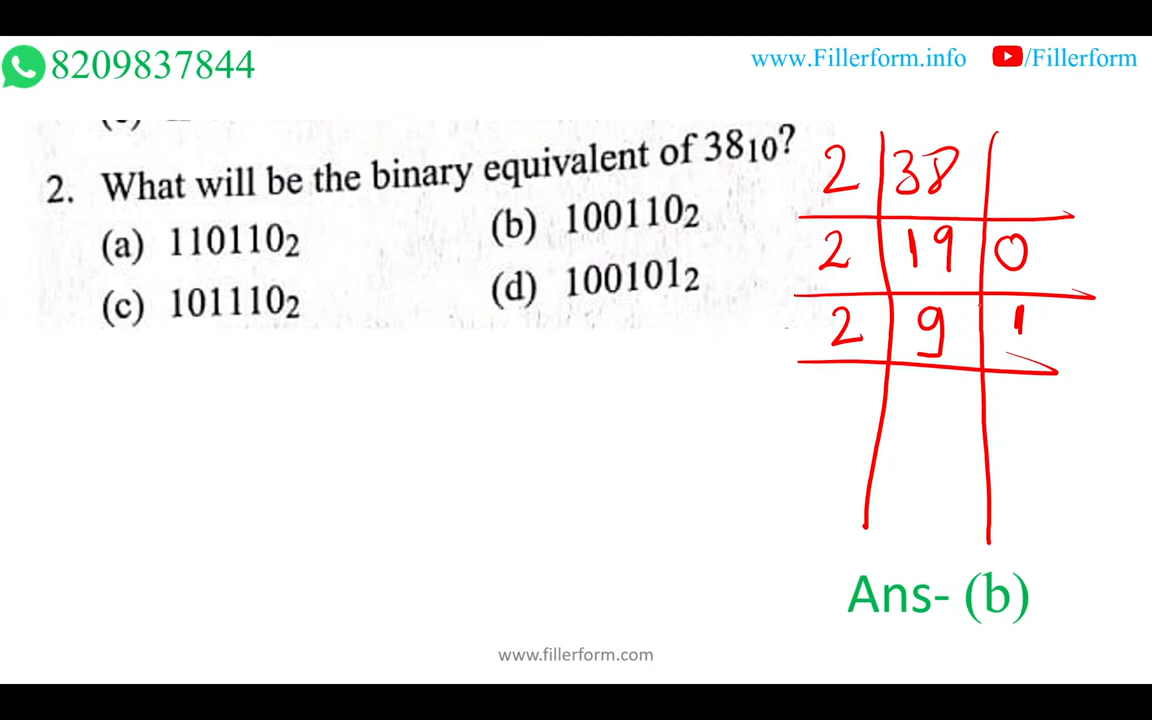 8209837844
www.Fillerform.info
/Fillerform
2. What will be the binary equivalent of 38₁₀?
(a) 110110₂
(b) 100110₂
(c) 101110₂
(d) 100101₂
2 38
2 19 0
2 9 1
Ans- (b)
www.fillerform.com